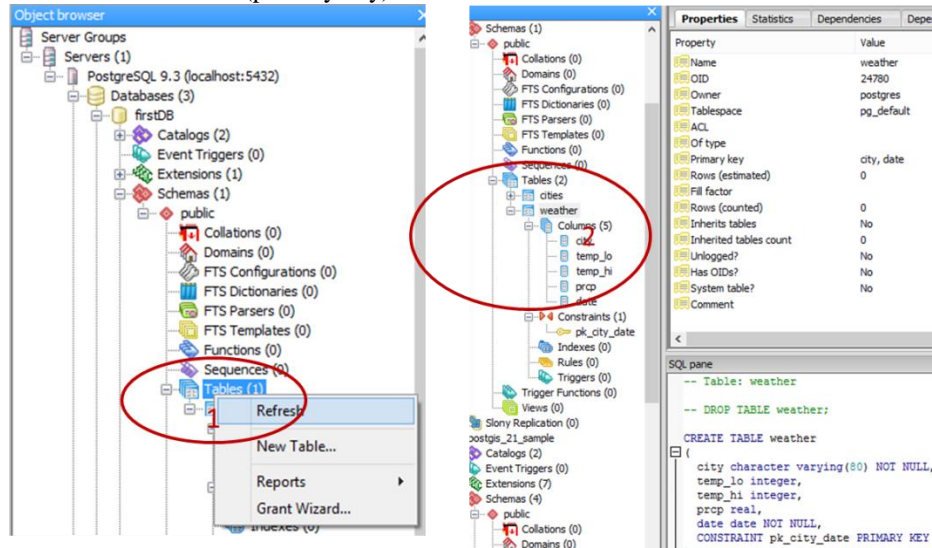 Object browser
Server Groups
Servers (1)
PostgreSQL 9.3 (localhost:5432)
Databases (3)
firstDB
Catalogs (2)
Event Triggers (0)
Extensions (1)
Schemas (1)
public
Collations (0)
Domains (0)
FTS Configurations (0)
FTS Dictionaries (0)
FTS Parsers (0)
FTS Templates (0)
Functions (0)
Sequences (0)
Tables (1)
1
Refresh
New Table...
Reports
Grant Wizard...
Indexes (0)
Schemas (1)
public
Collations (0)
Domains (0)
FTS Configurations (0)
FTS Dictionaries (0)
FTS Parsers (0)
FTS Templates (0)
Functions (0)
Sequences (0)
Tables (2)
cities
weather
Columns (5)
2
city
temp_lo
temp_hi
prcp
date
Constraints (1)
pk_city_date
Indexes (0)
Rules (0)
Triggers (0)
Trigger Functions (0)
Views (0)
Slony Replication (0)
postgis_21_sample
Catalogs (2)
Event Triggers (0)
Extensions (7)
Schemas (4)
public
Collations (0)
Domains (0)
Properties Statistics Dependencies
Property Value
Name weather
OID 24780
Owner postgres
Tablespace pg_default
ACL
Of type
Primary key city, date
Rows (estimated) 0
Fill factor
Rows (counted) 0
Inherits tables No
Inherited tables count 0
Unlogged? No
Has OIDs? No
System table? No
Comment
SQL pane
-- Table: weather
-- DROP TABLE weather;
CREATE TABLE weather
(
city character varying(80) NOT NULL,
temp_lo integer,
temp_hi integer,
prcp real,
date date NOT NULL,
CONSTRAINT pk_city_date PRIMARY KEY